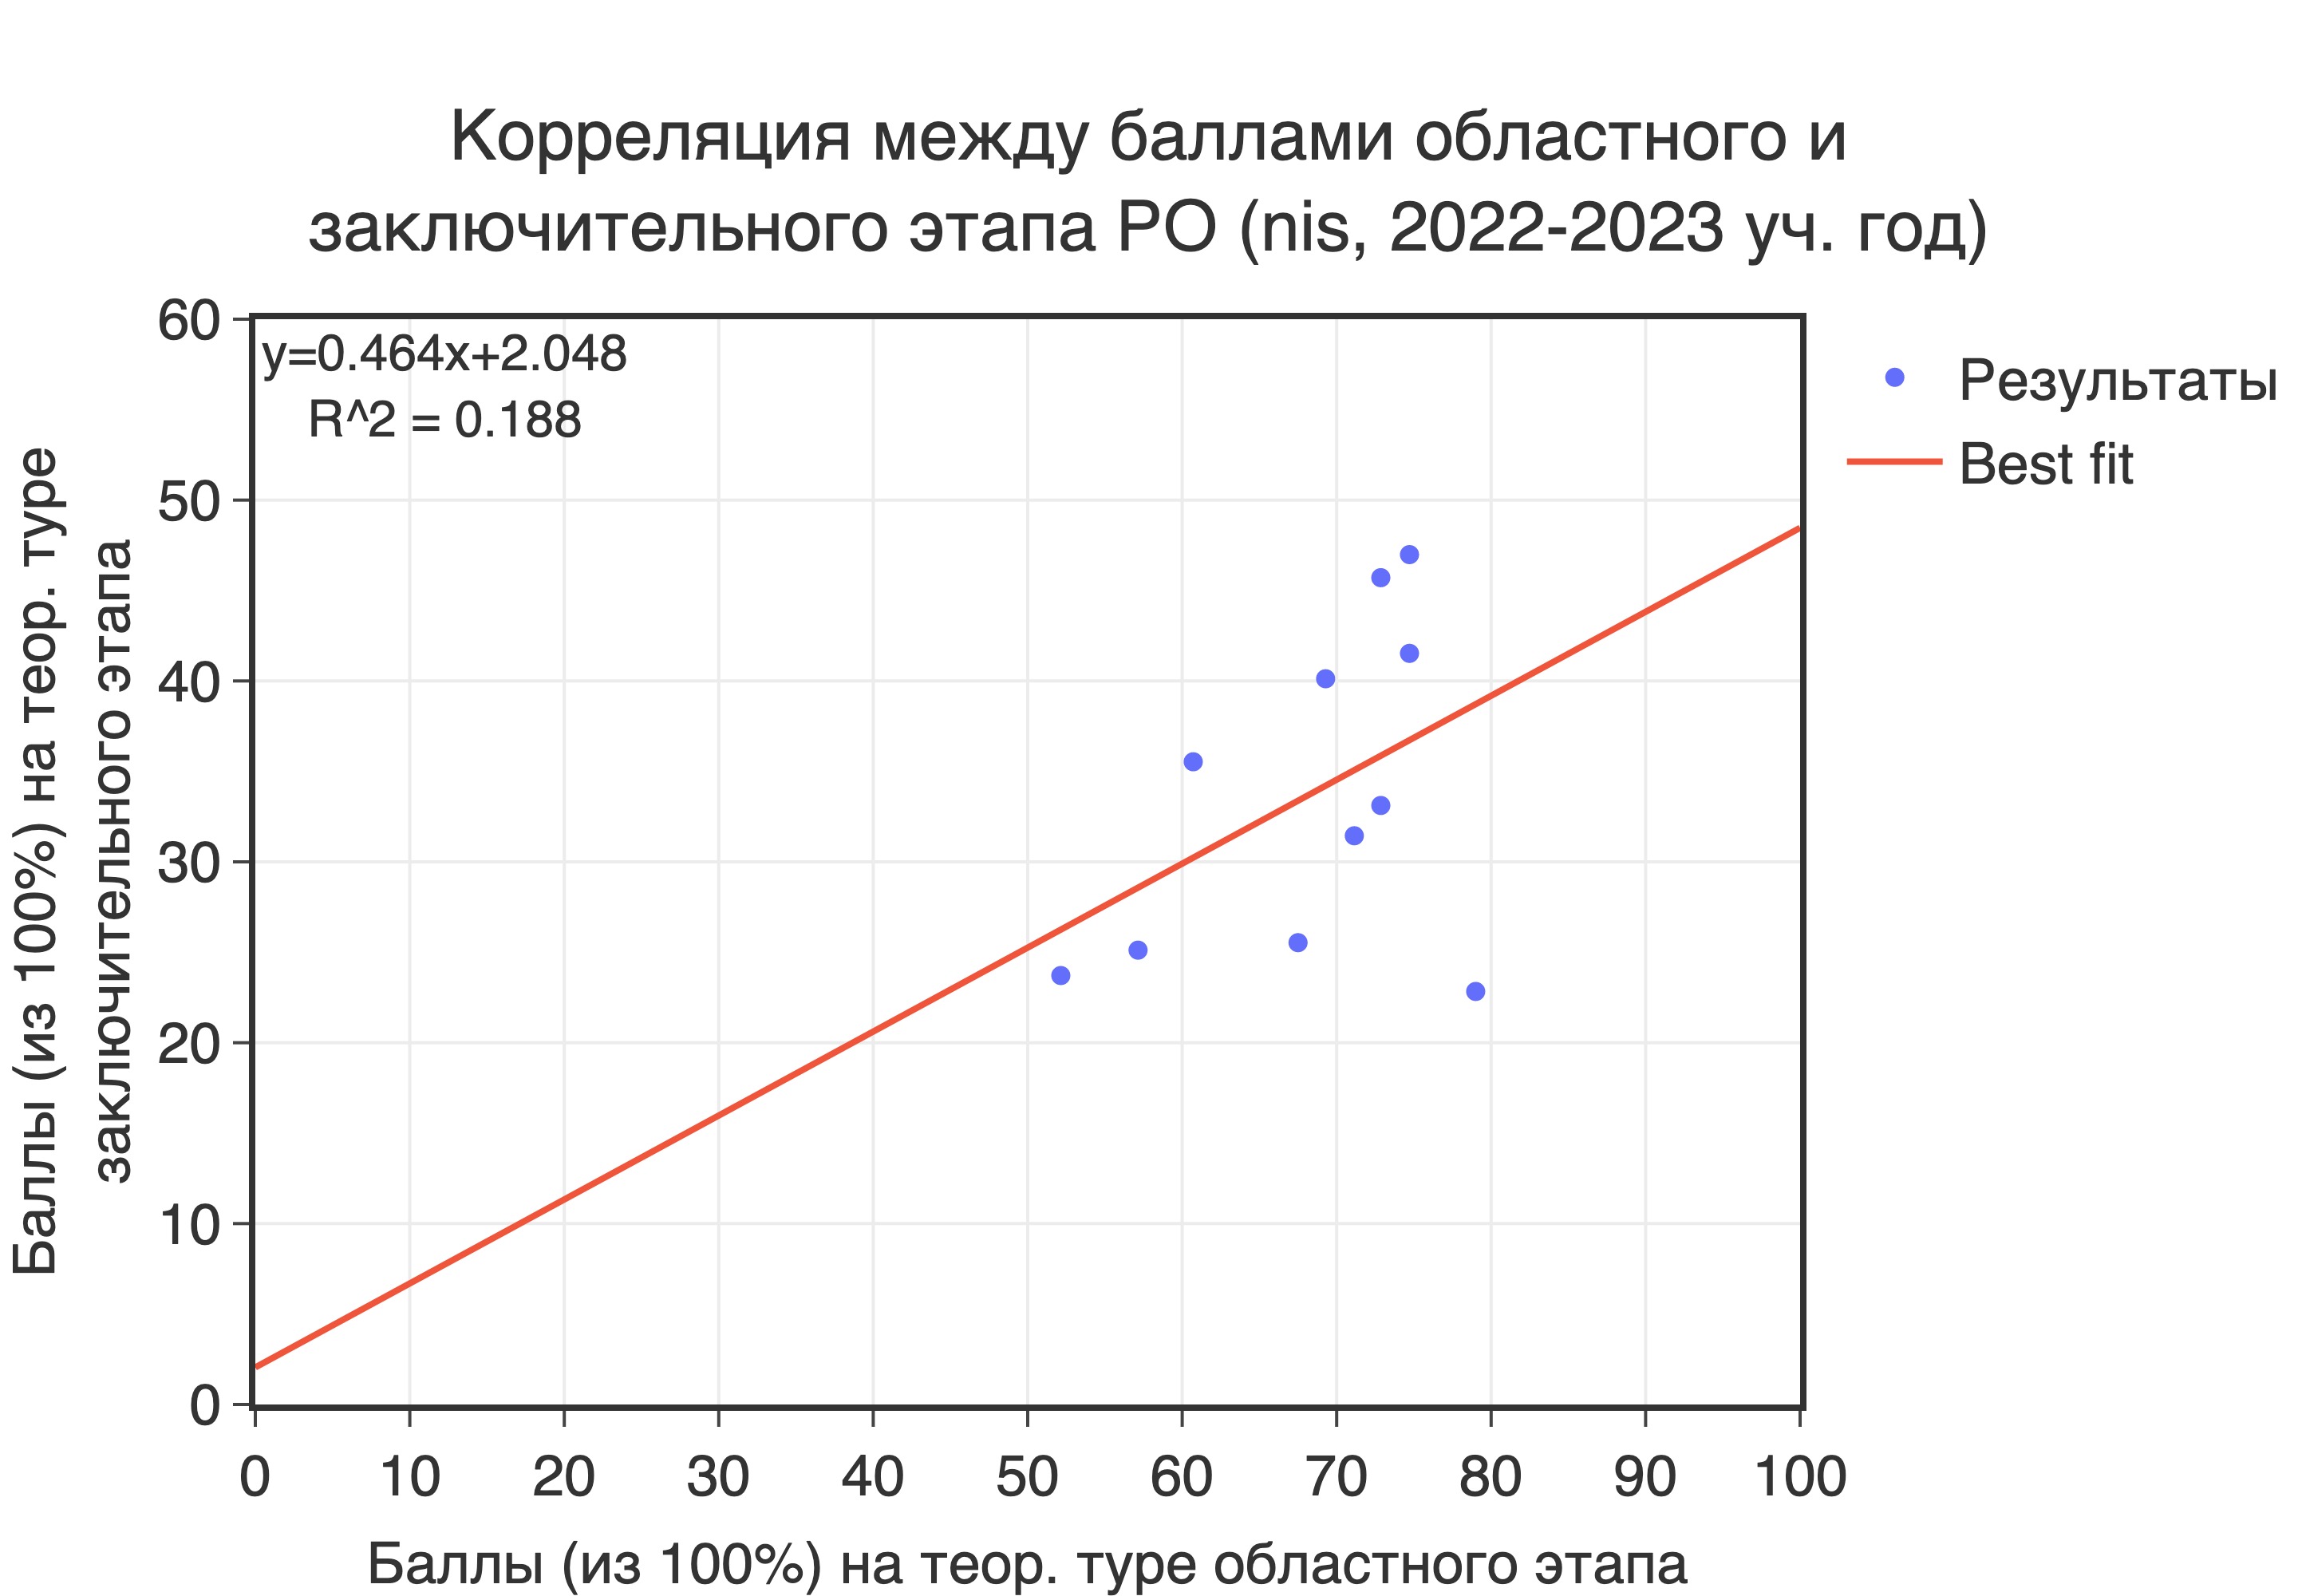 Корреляция между баллами областного и
заключительного этапа РО (nis, 2022-2023 уч. год)
y=0.464x+2.048
R^2 = 0.188
Результаты
Best fit
Баллы (из 100%) на теор. туре
заключительного этапа
60
50
40
30
20
10
0
0 10 20 30 40 50 60 70 80 90 100
Баллы (из 100%) на теор. туре областного этапа